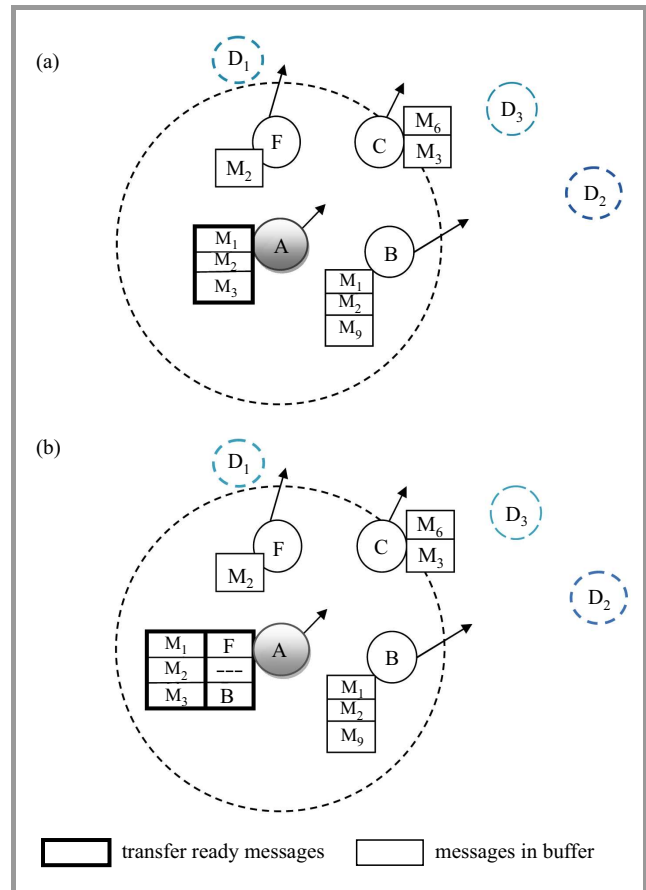 (a)
D₁
D₃
F
C
M₆
M₃
M₂
D₂
M₁
M₂
M₃
A
B
M₁
M₂
M₉
(b)
D₁
D₃
F
C
M₆
M₃
M₂
D₂
M₁ F
M₂ ---
M₃ B
A
B
M₁
M₂
M₉
transfer ready messages messages in buffer